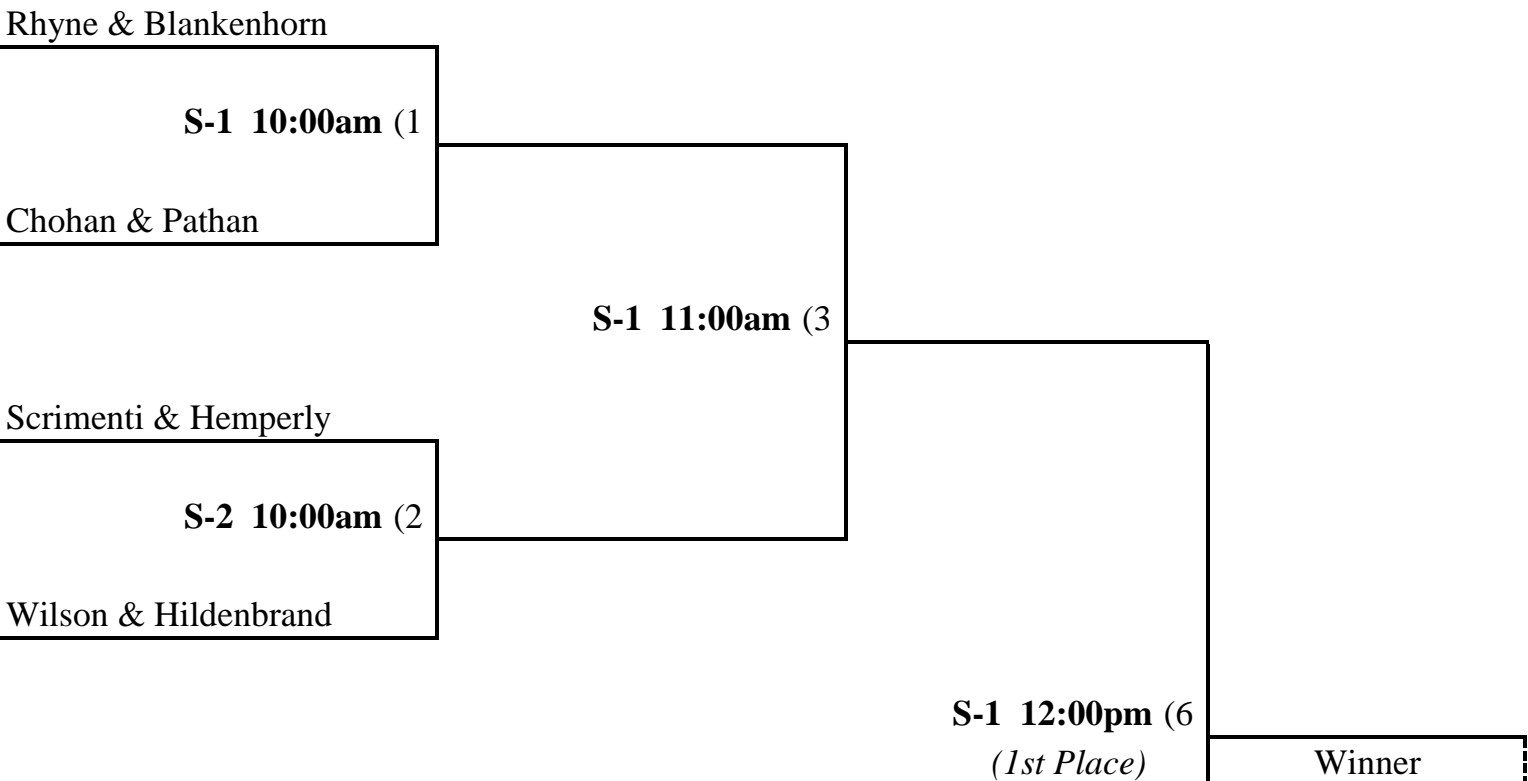 Rhyne & Blankenhorn
S-1 10:00am (1
Chohan & Pathan
S-1 11:00am (3
Scrimenti & Hemperly
S-2 10:00am (2
Wilson & Hildenbrand
S-1 12:00pm (6
(1st Place)
Winner